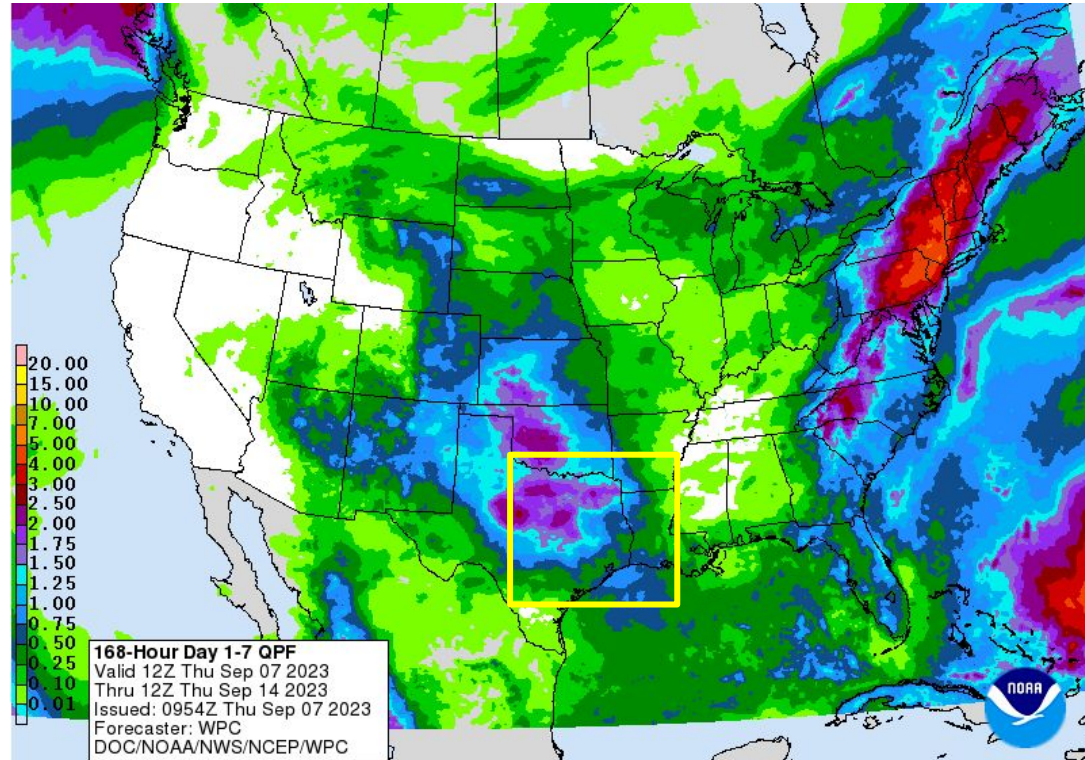 20.00
15.00
10.00
7.00
5.00
4.00
3.00
2.50
2.00
1.75
1.50
1.25
1.00
0.75
0.50
0.25
0.10
0.01
168-Hour Day 1-7 QPF
Valid 12Z Thu Sep 07 2023
Thru 12Z Thu Sep 14 2023
Issued: 0954Z Thu Sep 07 2023
Forecaster: WPC
DOC/NOAA/NWS/NCEP/WPC
NOAA